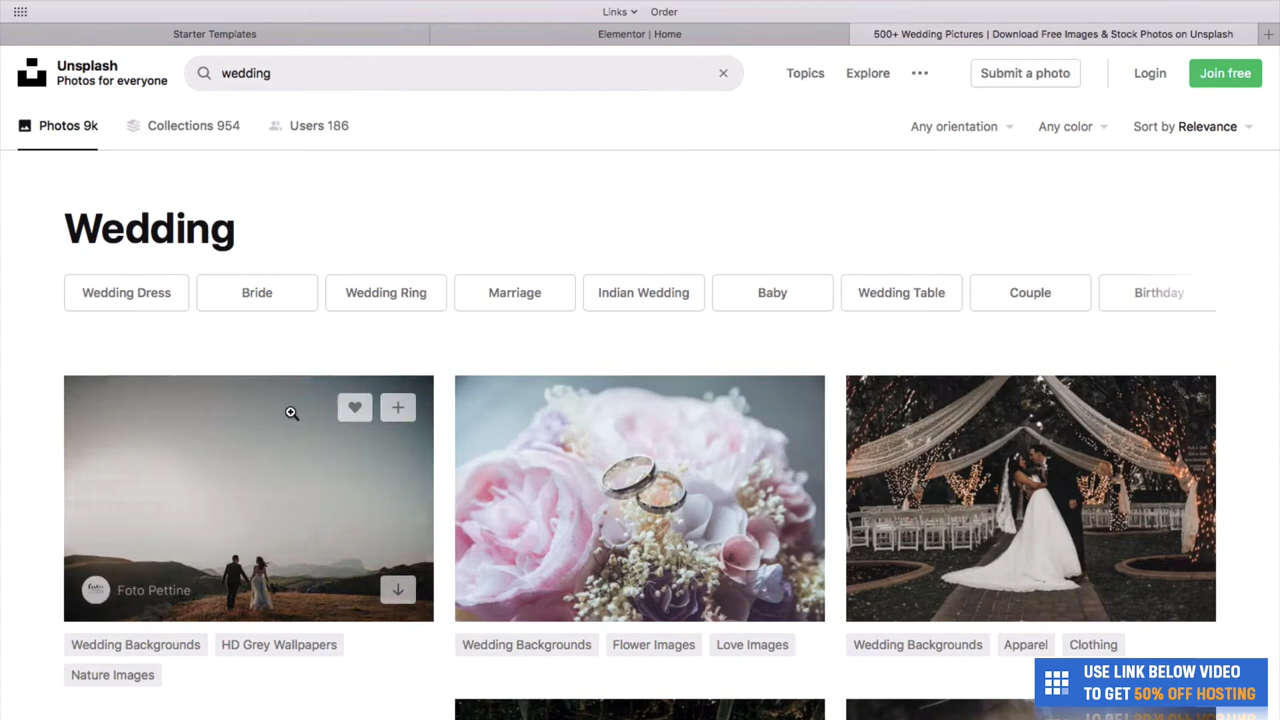 Links Order
Starter Templates
Elementor | Home
500+ Wedding Pictures | Download Free Images & Stock Photos on Unsplash
Unsplash
Photos for everyone
wedding
Topics
Explore
Submit a photo
Login
Join free
Photos 9k
Collections 954
Users 186
Any orientation
Any color
Sort by Relevance
Wedding
Wedding Dress
Bride
Wedding Ring
Marriage
Indian Wedding
Baby
Wedding Table
Couple
Birthday
Foto Pettine
Wedding Backgrounds
HD Grey Wallpapers
Nature Images
Wedding Backgrounds
Flower Images
Love Images
Wedding Backgrounds
Apparel
Clothing
USE LINK BELOW VIDEO
TO GET 50% OFF HOSTING